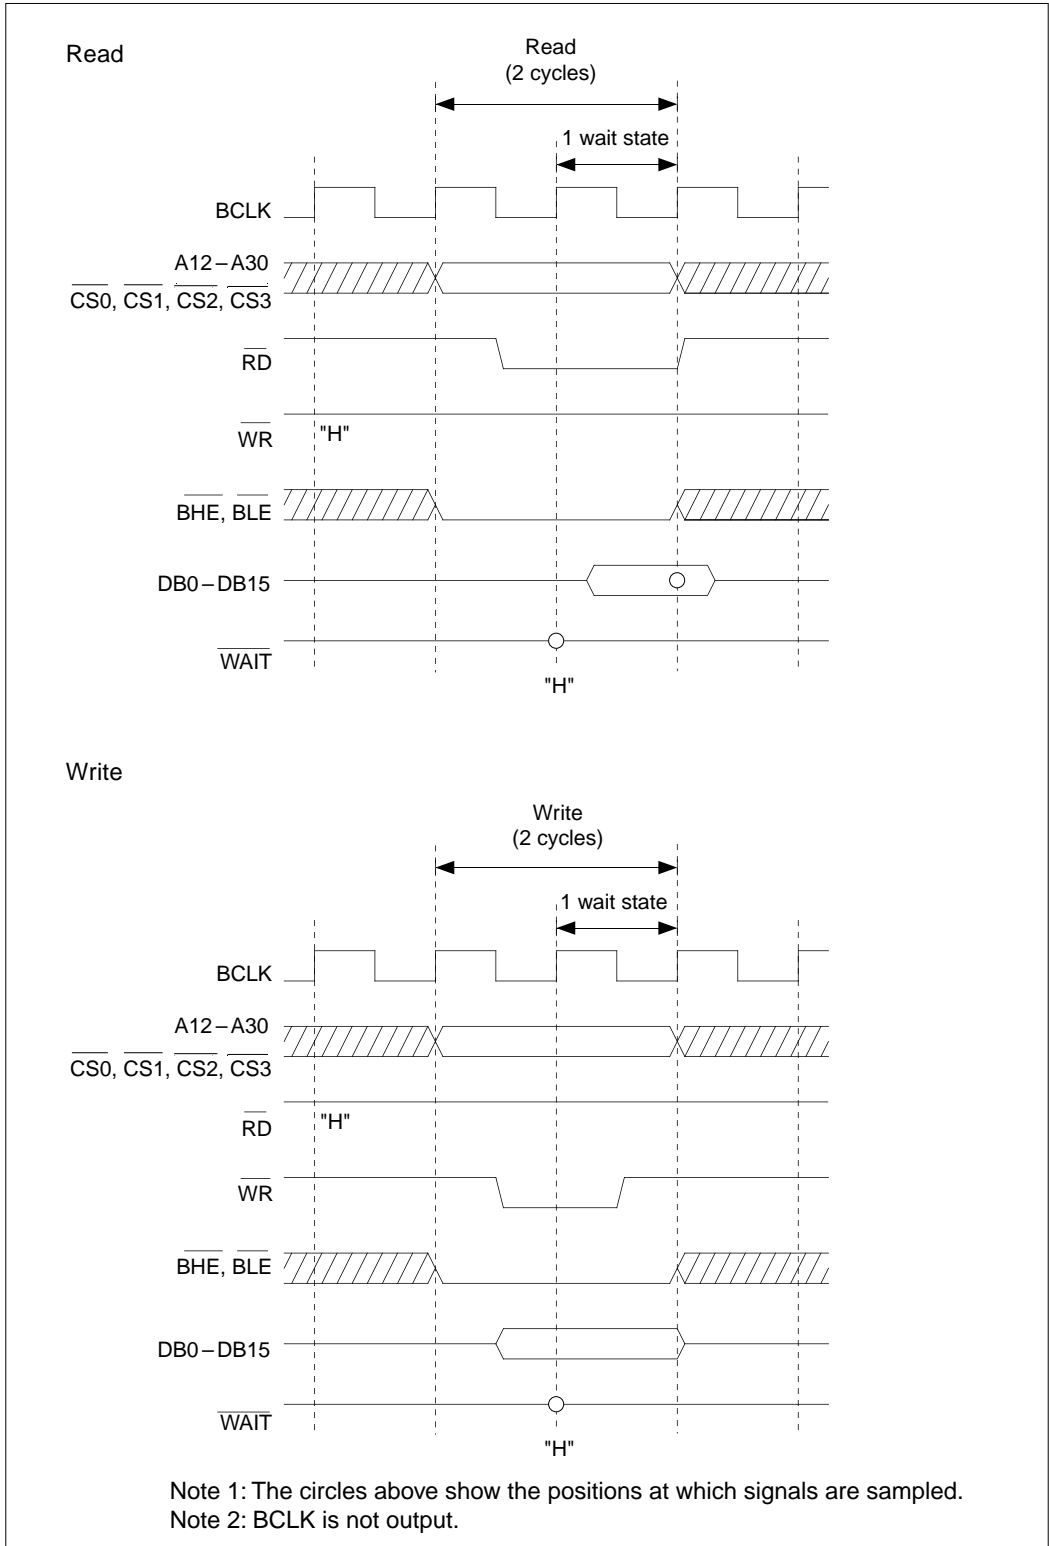 Read
Read
(2 cycles)
1 wait state
BCLK
A12–A30
CS0, CS1, CS2, CS3
RD
WR
"H"
BHE, BLE
DB0–DB15
WAIT
"H"
Write
Write
(2 cycles)
1 wait state
BCLK
A12–A30
CS0, CS1, CS2, CS3
RD
"H"
WR
BHE, BLE
DB0–DB15
WAIT
"H"
Note 1: The circles above show the positions at which signals are sampled.
Note 2: BCLK is not output.